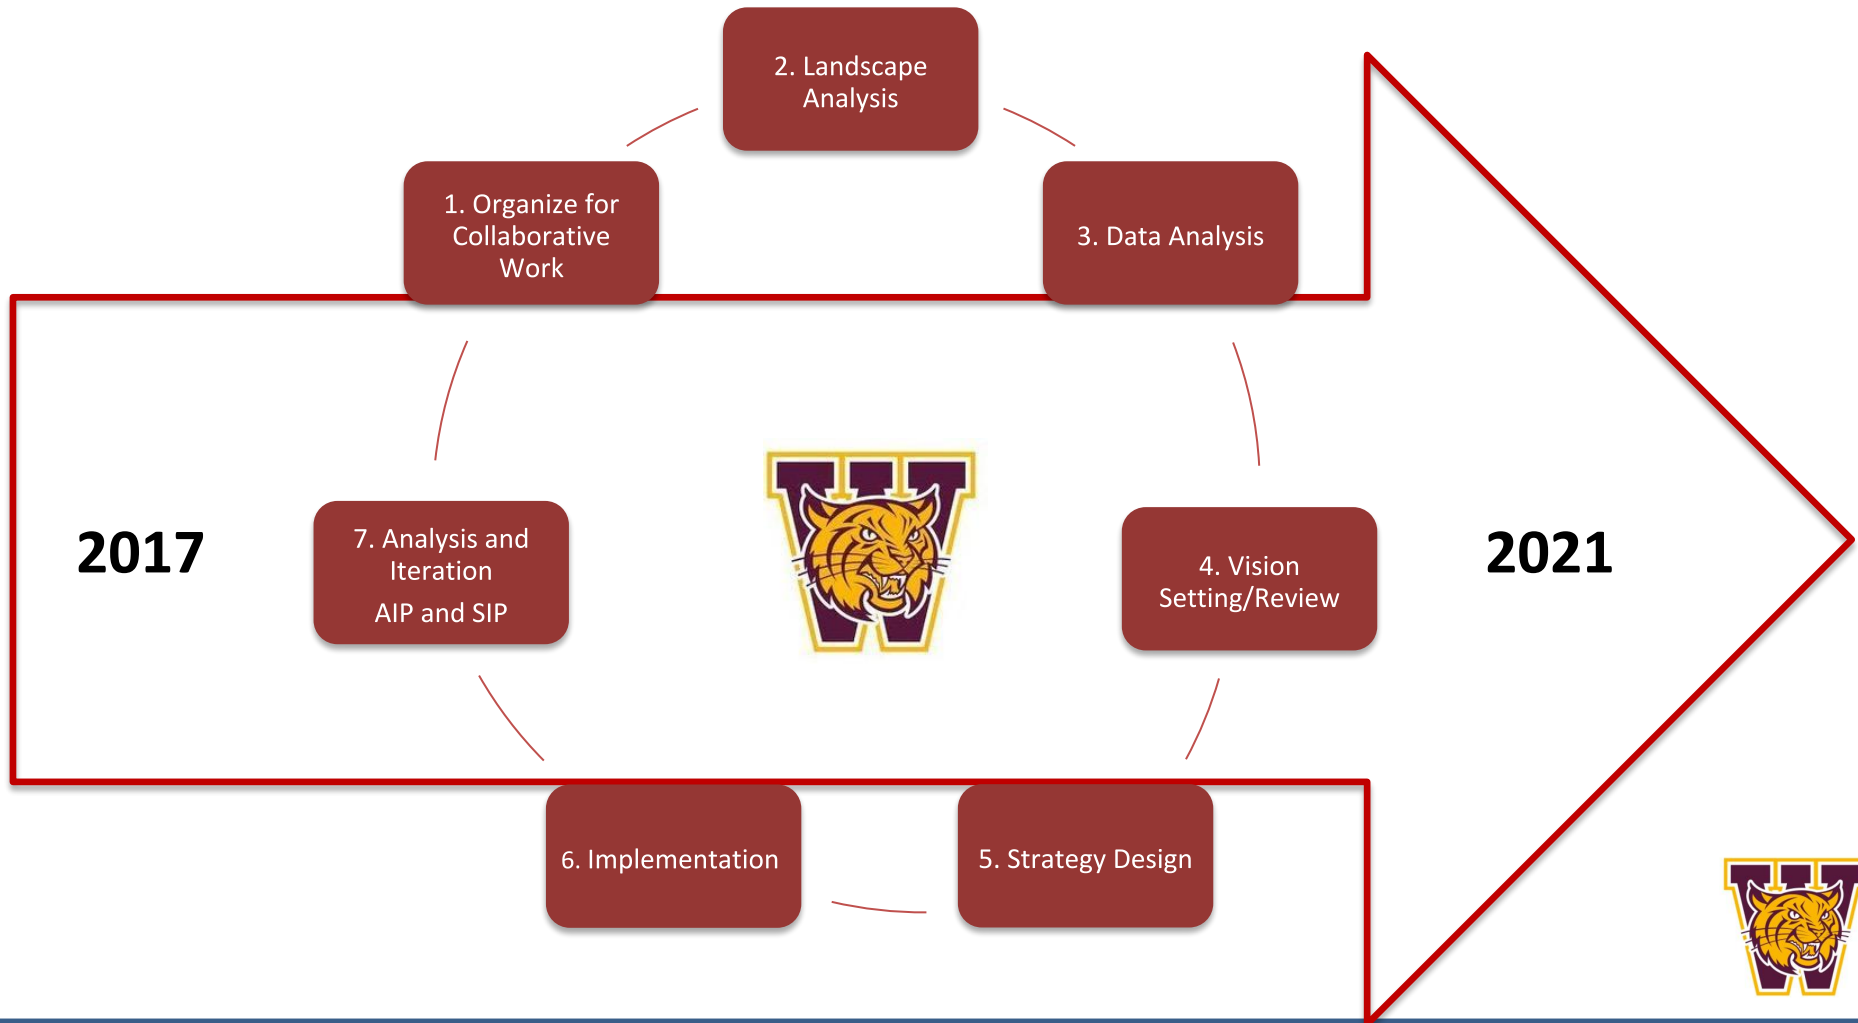 2. Landscape
Analysis
1. Organize for
Collaborative
Work
3. Data Analysis
2017
7. Analysis and
Iteration
AIP and SIP
W
4. Vision
Setting/Review
2021
6. Implementation
5. Strategy Design
W